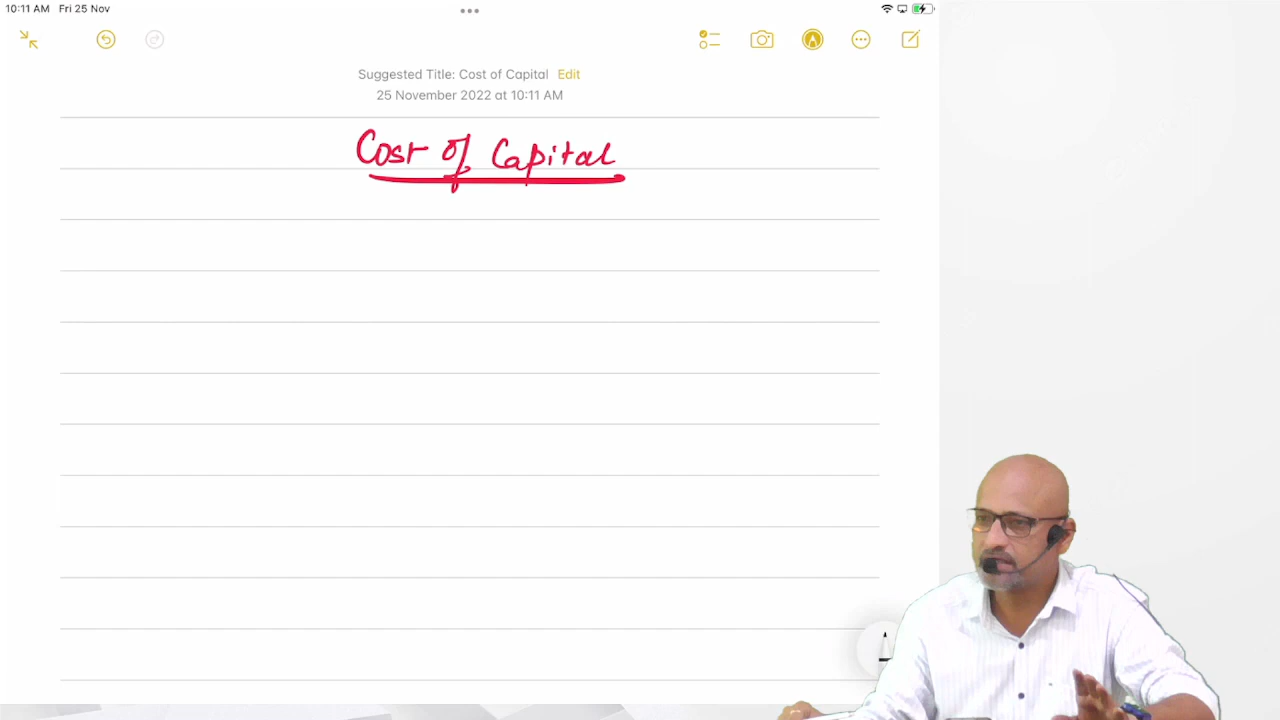 10:11 AM Fri 25 Nov
Suggested Title: Cost of Capital Edit
25 November 2022 at 10:11 AM
Cost of Capital